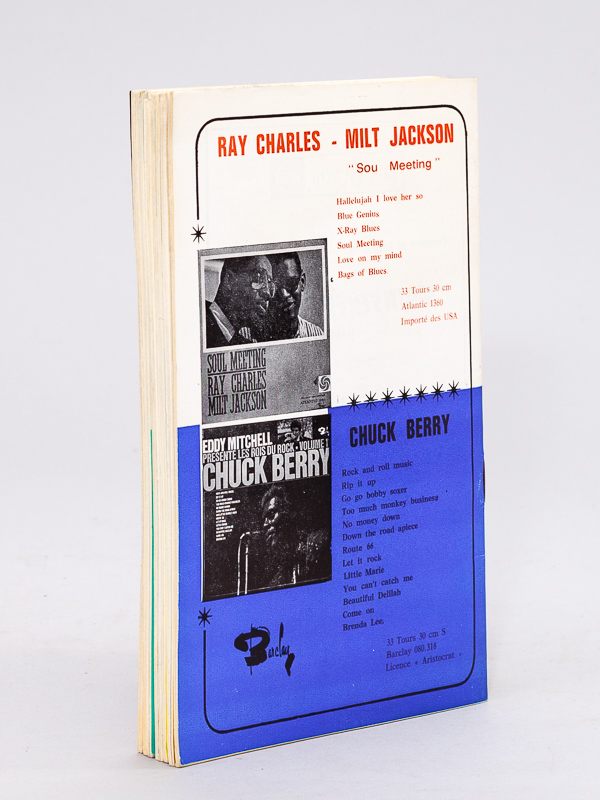 RAY CHARLES - MILT JACKSON
"Sou Meeting"
Hallelujah I love her so
Blue Genius
X-Ray Blues
Soul Meeting
Love on my mind
Bags of Blues
33 Tours 30 cm
Atlantic 1360
Importé des USA
SOUL MEETING
RAY CHARLES
MILT JACKSON
CHUCK BERRY
EDDY MITCHELL
PRÉSENTE LES ROIS DU ROCK • VOLUME 1
CHUCK BERRY
Rock and roll music
Rip it up
Go go bobby soxer
Too much monkey business
No money down
Down the road apiece
Route 66
Let it rock
Little Marie
You can't catch me
Beautiful Delilah
Come on
Brenda Lee.
33 Tours 30 cm S
Barclay 080.318
Licence « Aristocrat »
Barclay